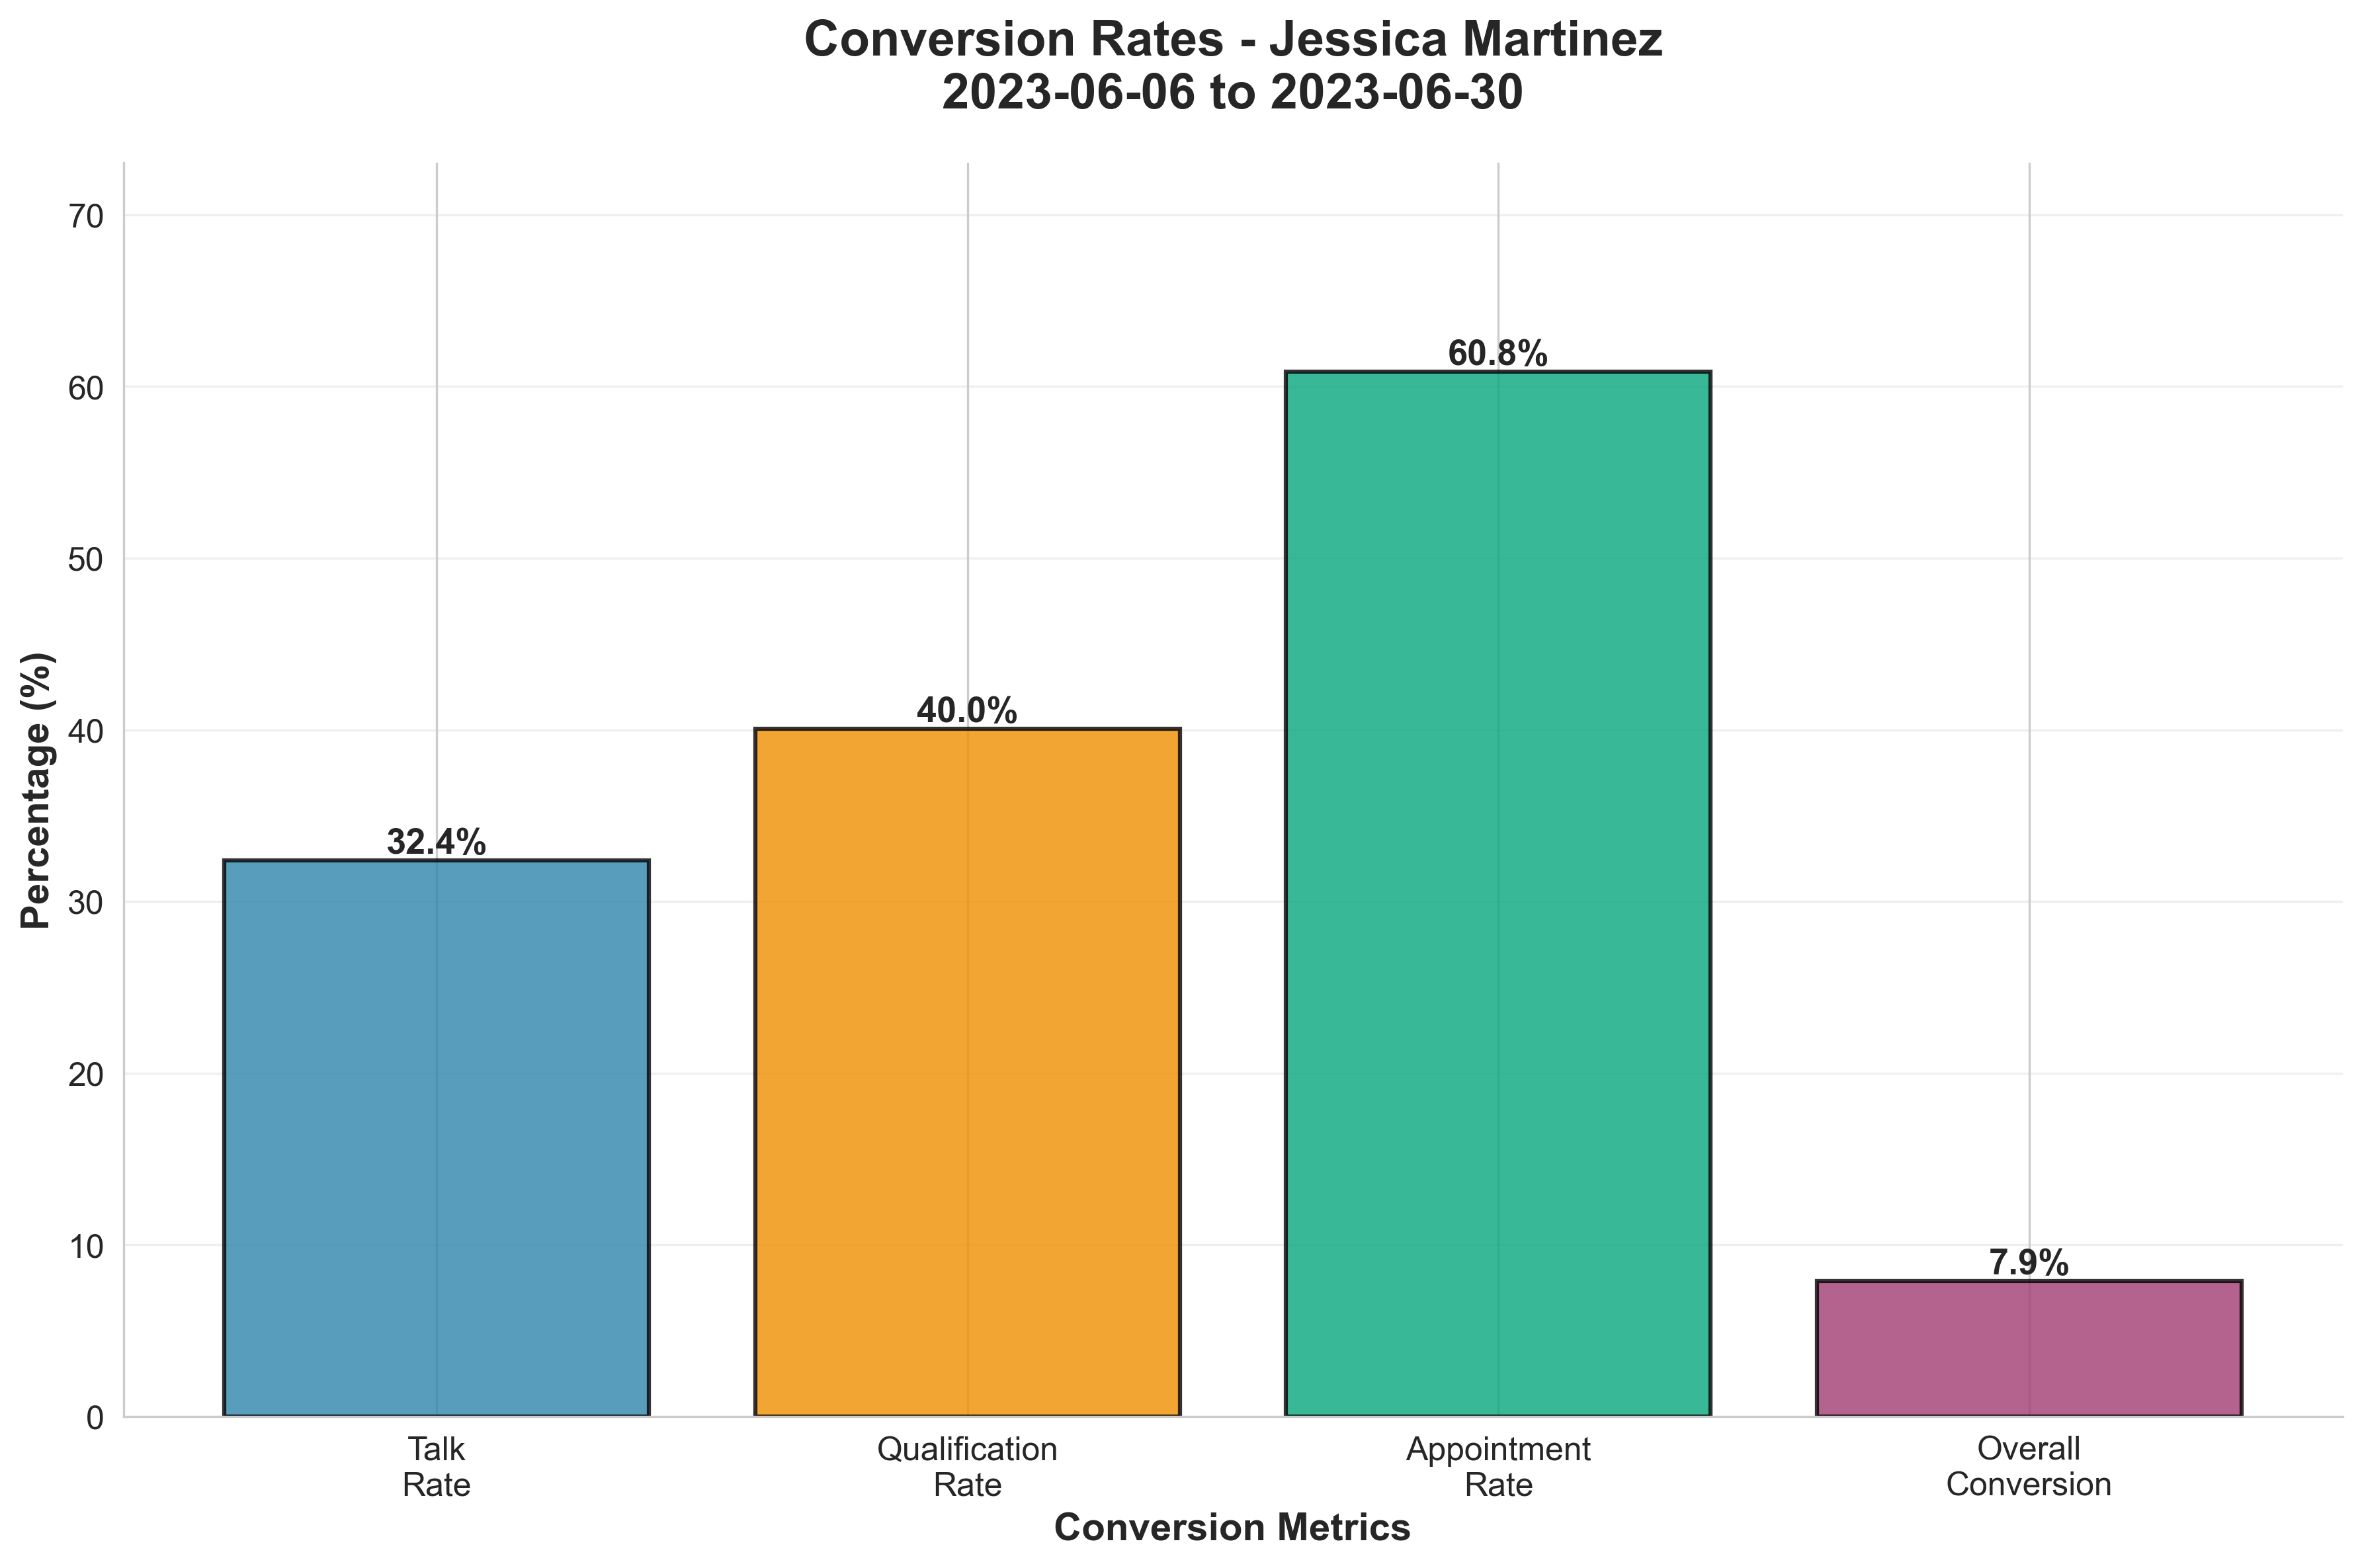 Conversion Rates - Jessica Martinez
2023-06-06 to 2023-06-30
Percentage (%)
70
60
50
40
30
20
10
0
32.4%
40.0%
60.8%
7.9%
Talk
Rate
Qualification
Rate
Appointment
Rate
Overall
Conversion
Conversion Metrics